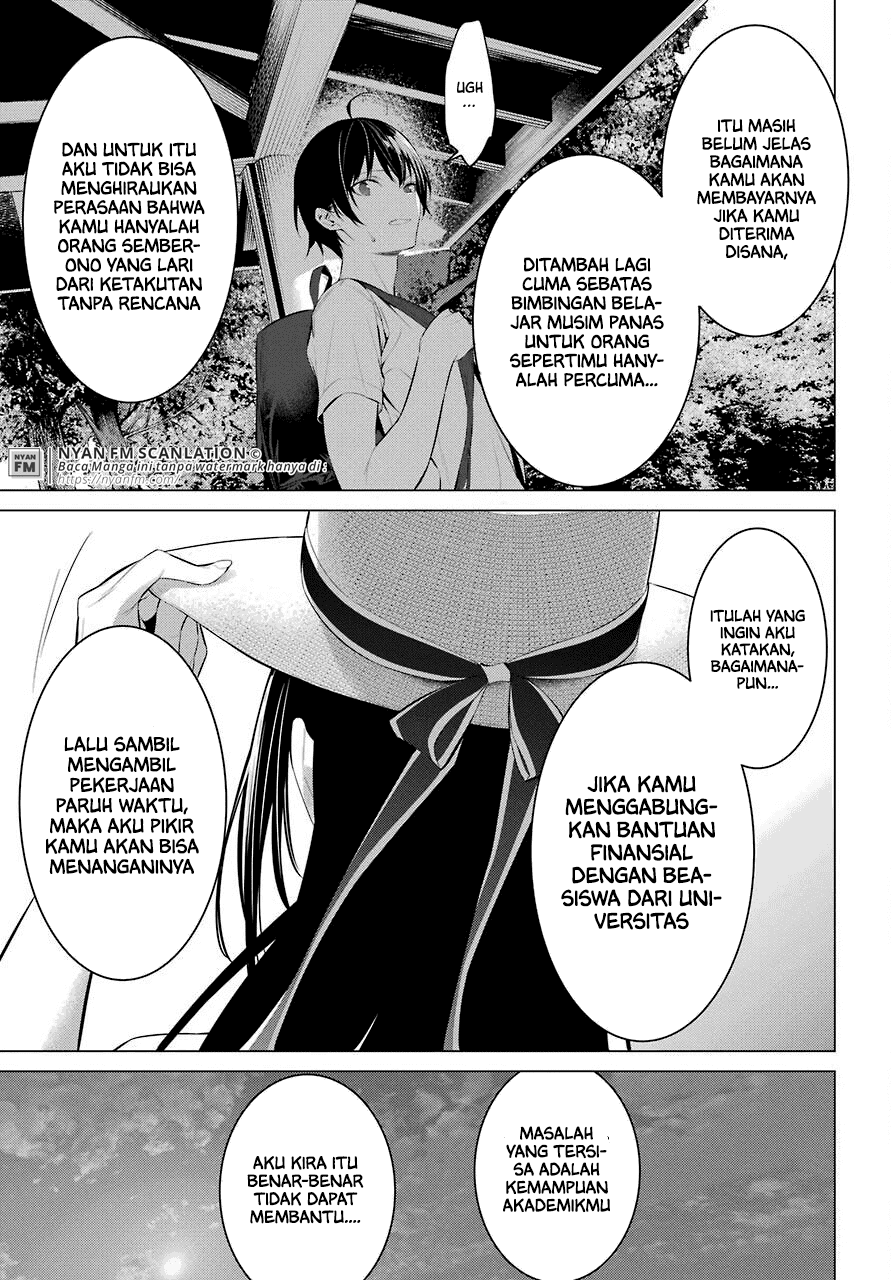 ITU MASIH
BELUM JELAS
BAGAIMANA
KAMU AKAN
MEMBAYARNYA
JIKA KAMU
DITERIMA
DISANA,
DITAMBAH LAGI
CUMA SEBATAS
BIMBINGAN BELA-
JAR MUSIM PANAS
UNTUK ORANG
SEPERTIMU HANY-
ALAH PERCUMA...
UGH
...
DAN UNTUK ITU
AKU TIDAK BISA
MENGHIRAUKAN
PERASAAN BAHWA
KAMU HANYALAH
ORANG SEMBER-
ONO YANG LARI
DARI KETAKUTAN
TANPA RENCANA
NYAN
FM
NYAN FM SCANLATION ©
Baca Manga ini tanpa watermark hanya di :
https://nyanfm.com/
ITULAH YANG
INGIN AKU
KATAKAN,
BAGAIMANA-
PUN...
JIKA KAMU
MENGGABUNG-
KAN BANTUAN
FINANSIAL
DENGAN BEA-
SISWA DARI UNI-
VERSITAS
LALU SAMBIL
MENGAMBIL
PEKERJAAN
PARUH WAKTU,
MAKA AKU PIKIR
KAMU AKAN BISA
MENANGANINYA
MASALAH
YANG TERSI-
SA ADALAH
KEMAMPUAN
AKADEMIKMU
AKU KIRA ITU
BENAR-BENAR
TIDAK DAPAT
MEMBANTU....